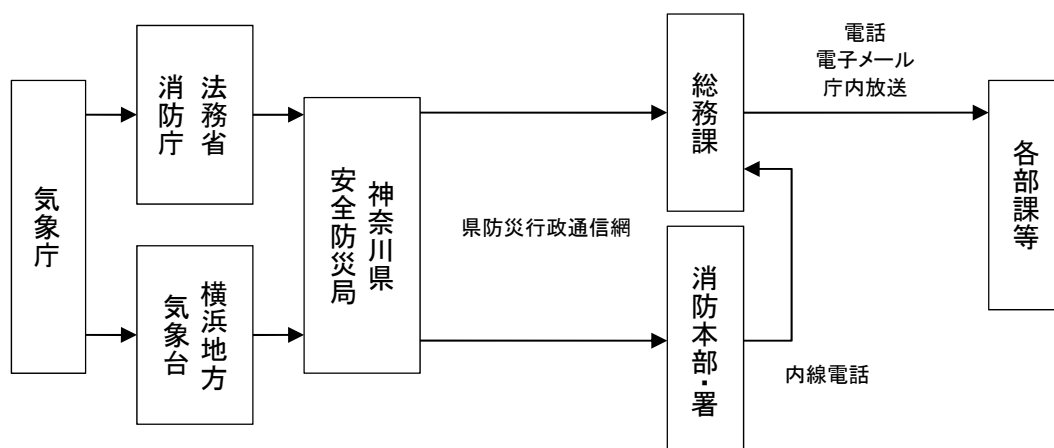 気象庁
法務省
消防庁
横浜地方
気象台
神奈川県
安全防災局
県防災行政通信網
総務課
消防本部・署
内線電話
電話
電子メール
庁内放送
各部課等